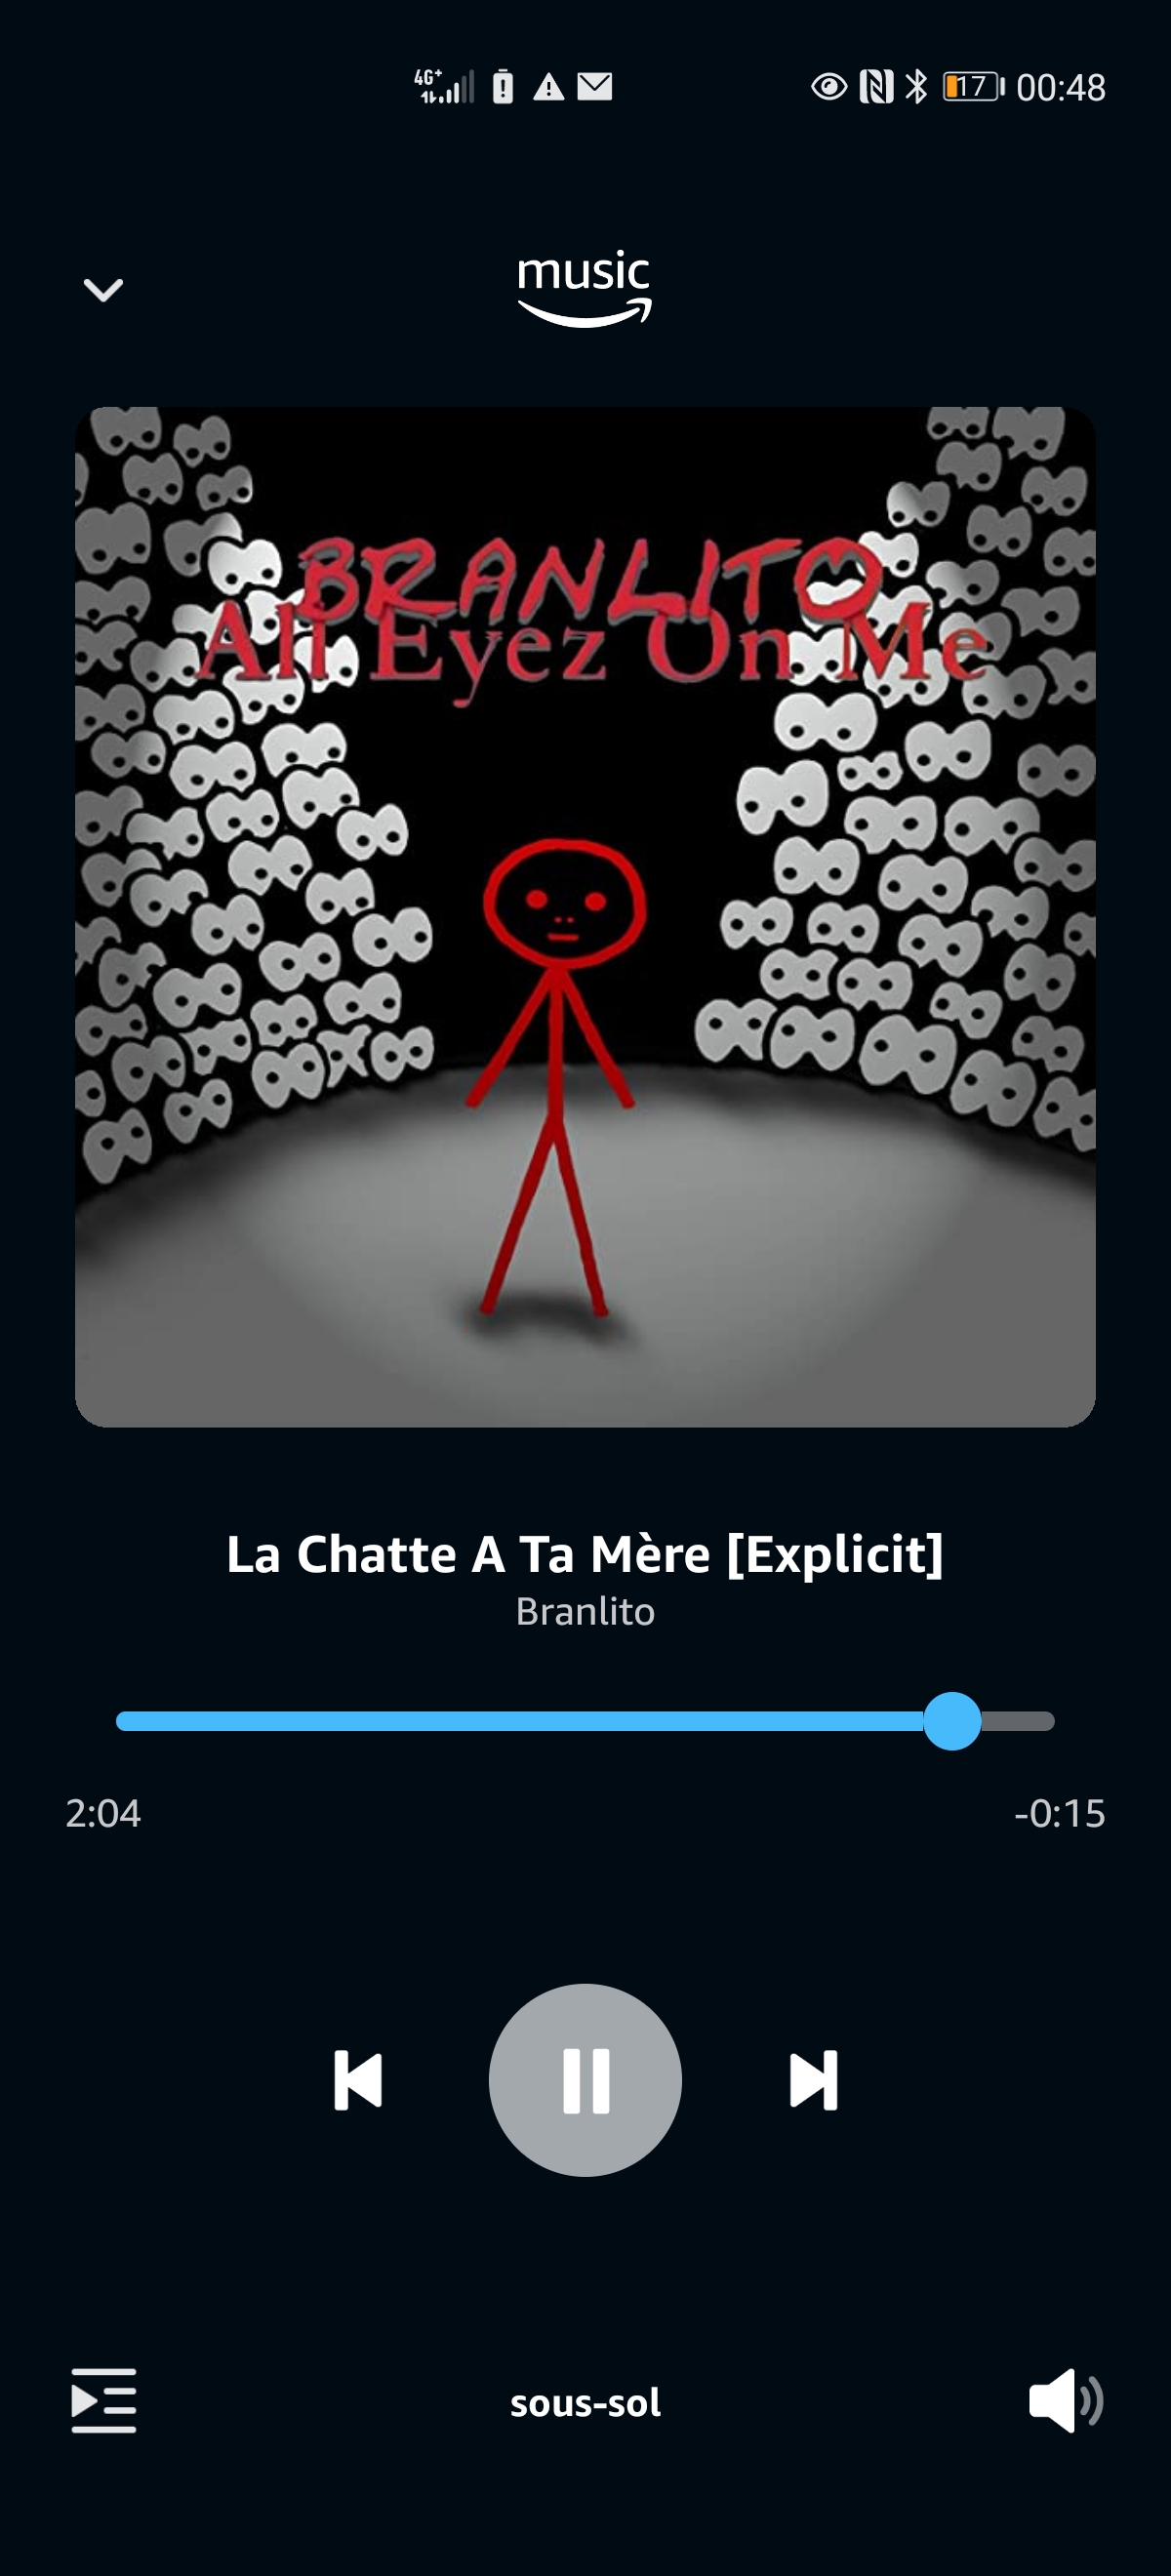 4G+ 17 00:48
music
BRANLITO
All Eyez On Me
La Chatte A Ta Mère [Explicit]
Branlito
2:04 -0:15
sous-sol